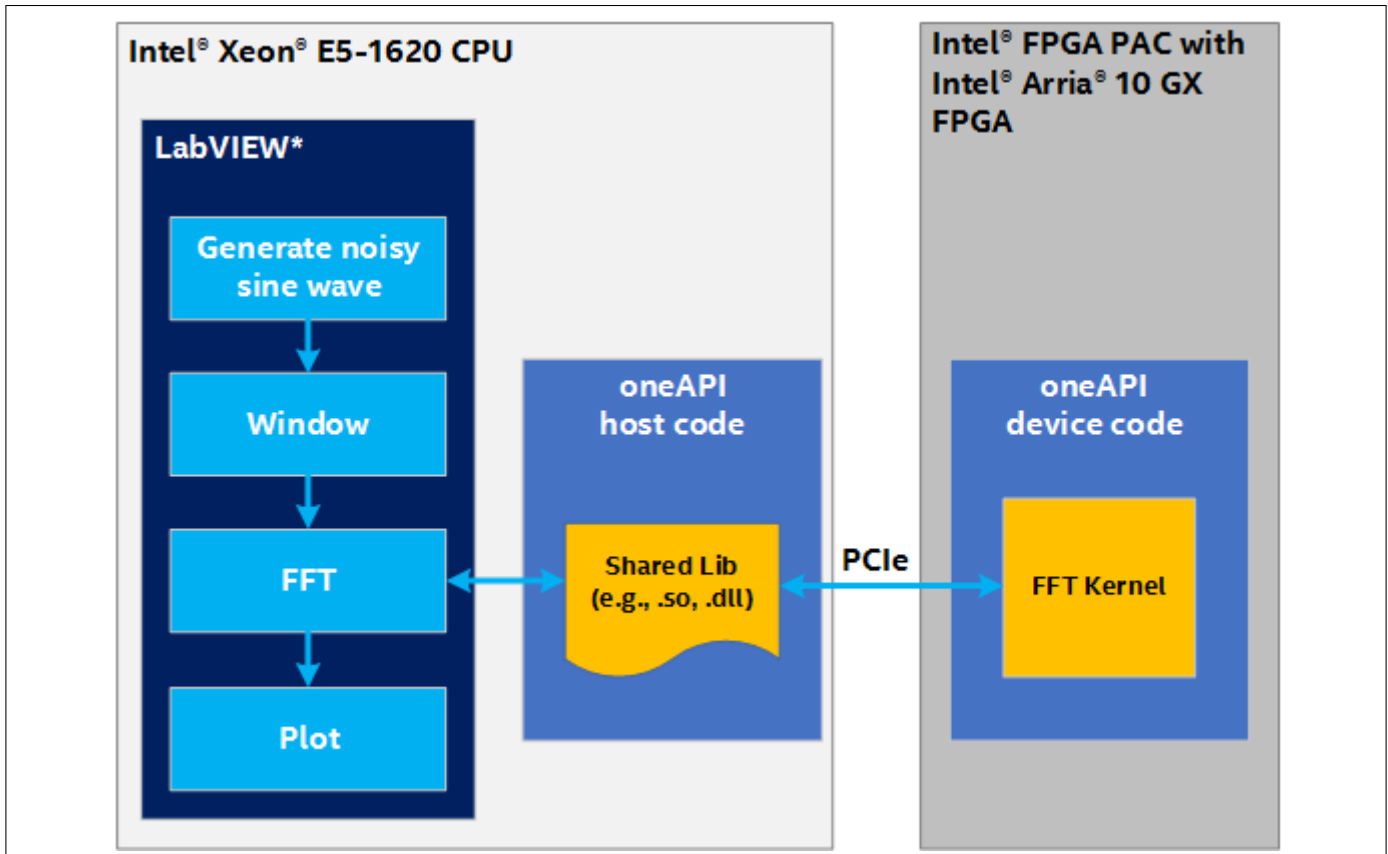 Intel® Xeon® E5-1620 CPU
LabVIEW*
Generate noisy
sine wave
Window
FFT
Plot
oneAPI
host code
Shared Lib
(e.g., .so, .dll)
PCIe
Intel® FPGA PAC with
Intel® Arria® 10 GX
FPGA
oneAPI
device code
FFT Kernel